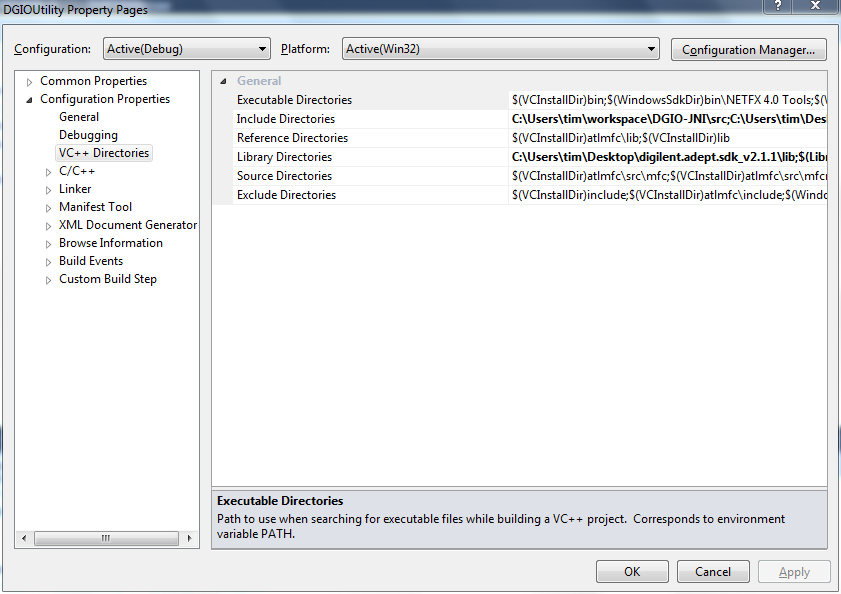 DGIOUtility Property Pages
?
Configuration: Active(Debug) Platform: Active(Win32) Configuration Manager...
Common Properties
Configuration Properties
General
Debugging
VC++ Directories
C/C++
Linker
Manifest Tool
XML Document Generator
Browse Information
Build Events
Custom Build Step
General
Executable Directories $(VCInstallDir)bin;$(WindowsSdkDir)bin\NETFX 4.0 Tools;$(
Include Directories C:\Users\tim\workspace\DGIO-JNI\src;C:\Users\tim\Des
Reference Directories $(VCInstallDir)atlmfc\lib;$(VCInstallDir)lib
Library Directories C:\Users\tim\Desktop\digilent.adept.sdk_v2.1.1\lib;$(Libr
Source Directories $(VCInstallDir)atlmfc\src\mfc;$(VCInstallDir)atlmfc\src\mfcm
Exclude Directories $(VCInstallDir)include;$(VCInstallDir)atlmfc\include;$(Windo
Executable Directories
Path to use when searching for executable files while building a VC++ project.  Corresponds to environment
variable PATH.
OK Cancel Apply